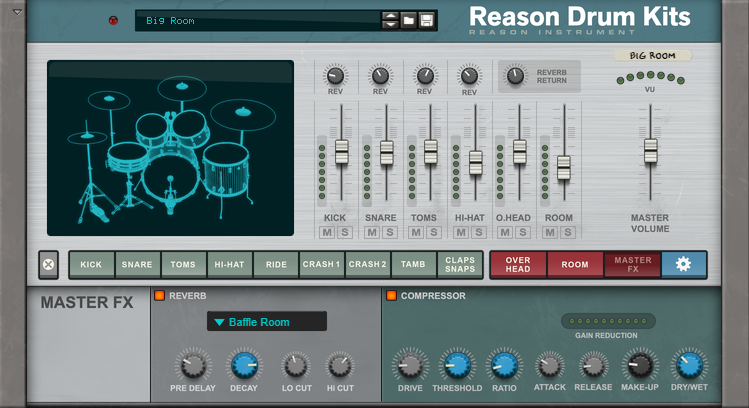 Big Room
Reason Drum Kits
REASON INSTRUMENT
BIG ROOM
REV
REV
REV
REV
REVERB
RETURN
VU
KICK
SNARE
TOMS
HI-HAT
O.HEAD
ROOM
MASTER
VOLUME
M S
M S
M S
M S
M S
M S
KICK
SNARE
TOMS
HI-HAT
RIDE
CRASH 1
CRASH 2
TAMB
CLAPS
SNAPS
OVER
HEAD
ROOM
MASTER
FX
MASTER FX
REVERB
Baffle Room
PRE DELAY
DECAY
LO CUT
HI CUT
COMPRESSOR
GAIN REDUCTION
DRIVE
THRESHOLD
RATIO
ATTACK
RELEASE
MAKE-UP
DRY/WET